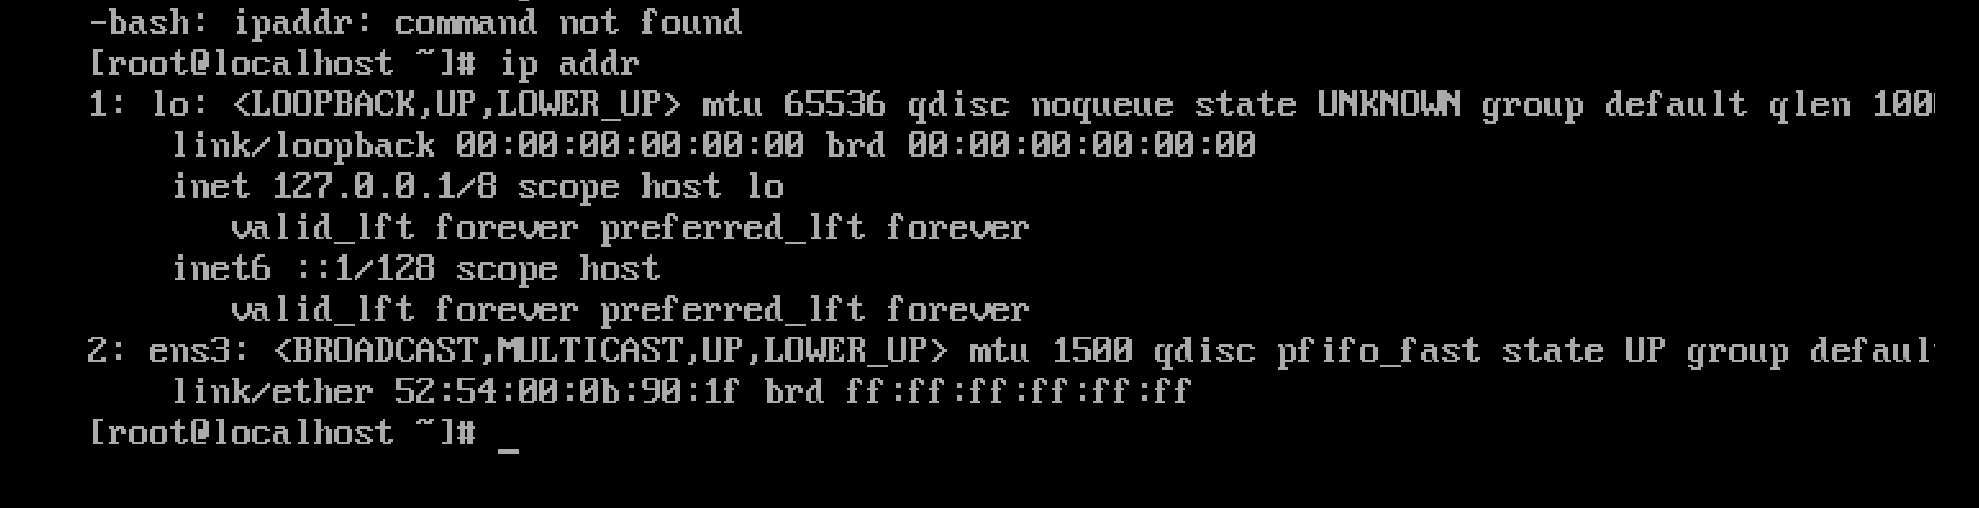 -bash: ipaddr: command not found
[root@localhost ~]# ip addr
1: lo: <LOOPBACK,UP,LOWER_UP> mtu 65536 qdisc noqueue state UNKNOWN group default qlen 100
    link/loopback 00:00:00:00:00:00 brd 00:00:00:00:00:00
    inet 127.0.0.1/8 scope host lo
       valid_lft forever preferred_lft forever
    inet6 ::1/128 scope host
       valid_lft forever preferred_lft forever
2: ens3: <BROADCAST,MULTICAST,UP,LOWER_UP> mtu 1500 qdisc pfifo_fast state UP group defaul
    link/ether 52:54:00:0b:90:1f brd ff:ff:ff:ff:ff:ff
[root@localhost ~]# _